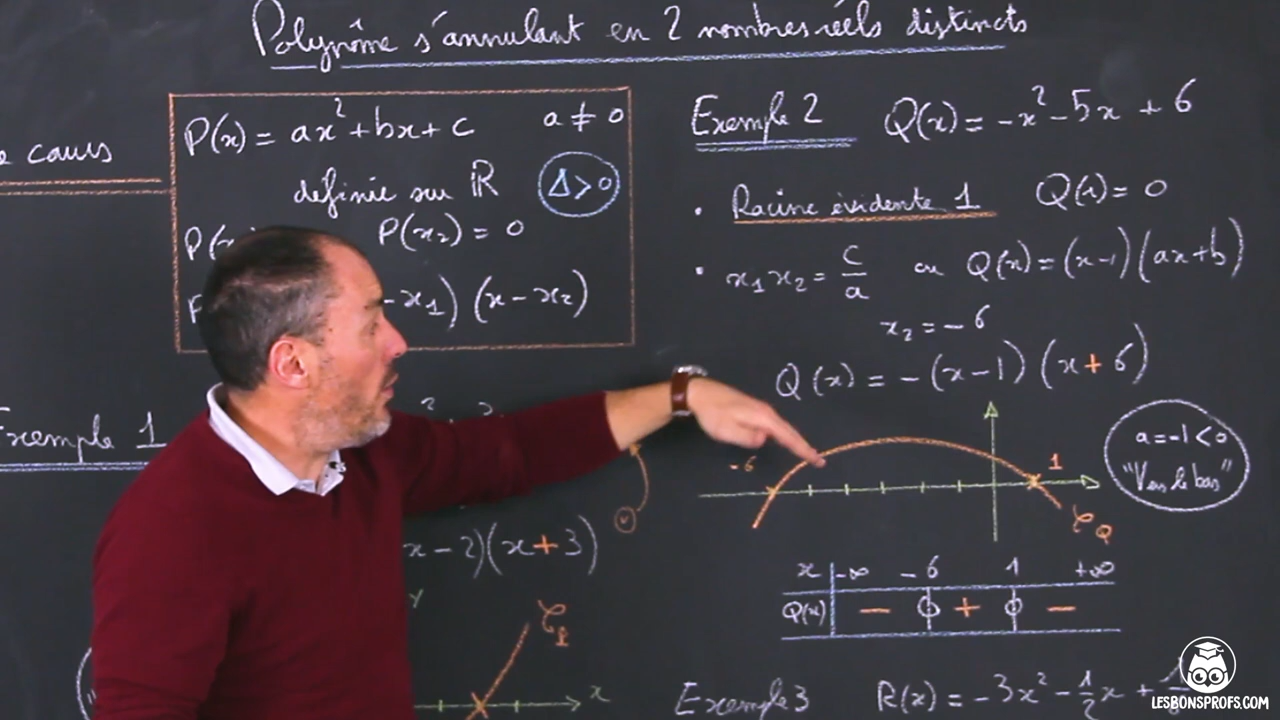 Polynôme s'annulant en 2 nombres réels distincts
cours
P(x) = ax² + bx + c a ≠ 0
définie sur ℝ Δ > 0
P(x₂) = 0
- x₁) (x - x₂)
Exemple 1
x - 2)(x + 3)
𝒞
x
Exemple 2 Q(x) = -x² - 5x + 6
• Racine évidente 1 Q(1) = 0
• x₁ x₂ = c/a ou Q(x) = (x-1)(ax+b)
x₂ = -6
Q(x) = -(x-1)(x+6)
a = -1 < 0
"Vers le bas"
-6 1
𝒞Q
x -∞ -6 1 +∞
Q(x) - 0 + 0 -
Exemple 3 R(x) = -3x² - 1/2 x +
LESBONSPROFS.COM